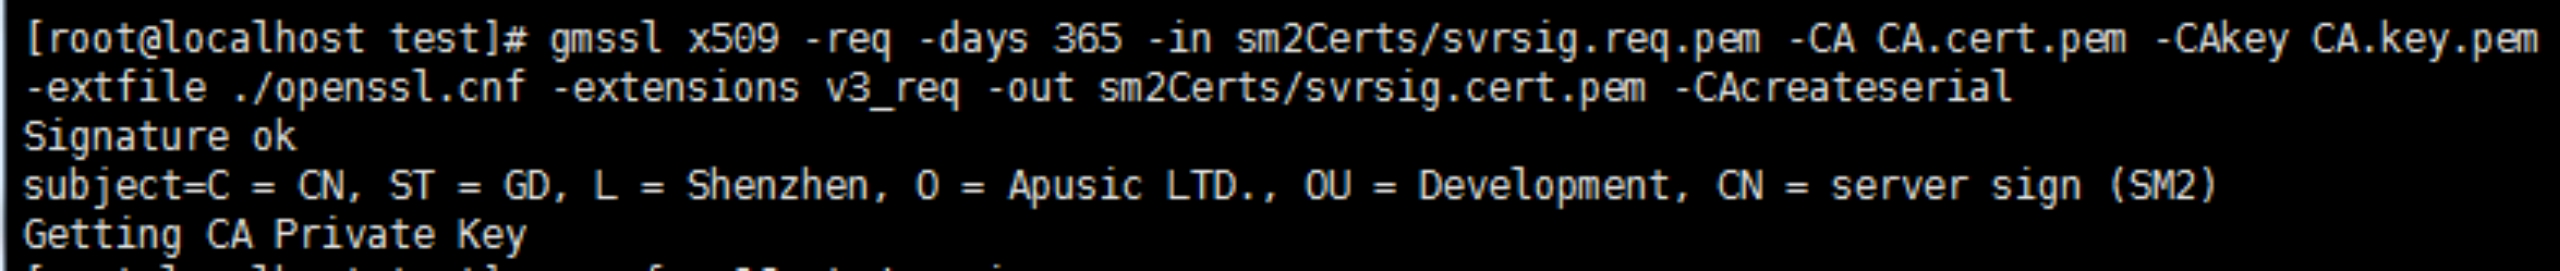 [root@localhost test]# gmssl x509 -req -days 365 -in sm2Certs/svrsig.req.pem -CA CA.cert.pem -CAkey CA.key.pem
-extfile ./openssl.cnf -extensions v3_req -out sm2Certs/svrsig.cert.pem -CAcreateserial
Signature ok
subject=C = CN, ST = GD, L = Shenzhen, O = Apusic LTD., OU = Development, CN = server sign (SM2)
Getting CA Private Key